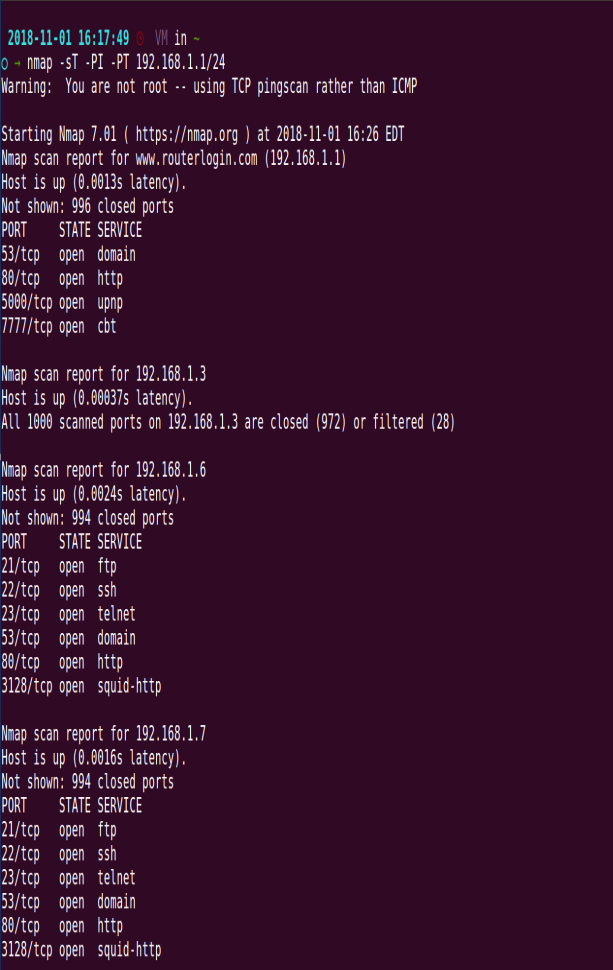 2018-11-01 16:17:49 VM in ~
○ → nmap -sT -PI -PT 192.168.1.1/24
Warning:  You are not root -- using TCP pingscan rather than ICMP
Starting Nmap 7.01 ( https://nmap.org ) at 2018-11-01 16:26 EDT
Nmap scan report for www.routerlogin.com (192.168.1.1)
Host is up (0.0013s latency).
Not shown: 996 closed ports
PORT     STATE SERVICE
53/tcp   open  domain
80/tcp   open  http
5000/tcp open  upnp
7777/tcp open  cbt
Nmap scan report for 192.168.1.3
Host is up (0.00037s latency).
All 1000 scanned ports on 192.168.1.3 are closed (972) or filtered (28)
Nmap scan report for 192.168.1.6
Host is up (0.0024s latency).
Not shown: 994 closed ports
PORT     STATE SERVICE
21/tcp   open  ftp
22/tcp   open  ssh
23/tcp   open  telnet
53/tcp   open  domain
80/tcp   open  http
3128/tcp open  squid-http
Nmap scan report for 192.168.1.7
Host is up (0.0016s latency).
Not shown: 994 closed ports
PORT     STATE SERVICE
21/tcp   open  ftp
22/tcp   open  ssh
23/tcp   open  telnet
53/tcp   open  domain
80/tcp   open  http
3128/tcp open  squid-http